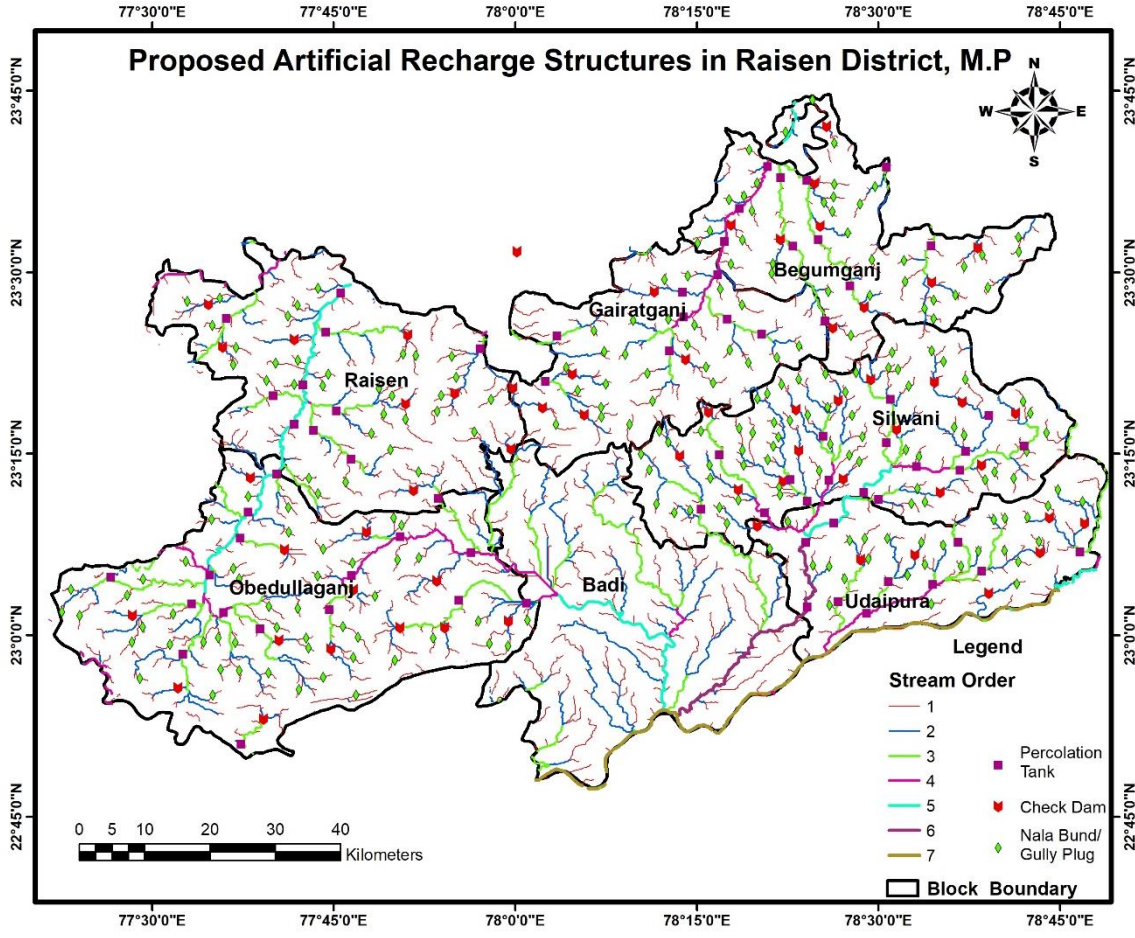 77°30'0"E 77°45'0"E 78°0'0"E 78°15'0"E 78°30'0"E 78°45'0"E
Proposed Artificial Recharge Structures in Raisen District, M.P
N
W E
S
23°45'0"N 23°45'0"N
23°30'0"N 23°30'0"N
Begumganj
Gairatganj
Raisen
Silwani
23°15'0"N 23°15'0"N
Obedullaganj
Badi
Udaipura
23°0'0"N 23°0'0"N
Legend
Stream Order
1
2
3
4
5
6
7
Percolation
Tank
Check Dam
Nala Bund/
Gully Plug
Block Boundary
22°45'0"N 22°45'0"N
0 5 10 20 30 40
Kilometers
77°30'0"E 77°45'0"E 78°0'0"E 78°15'0"E 78°30'0"E 78°45'0"E